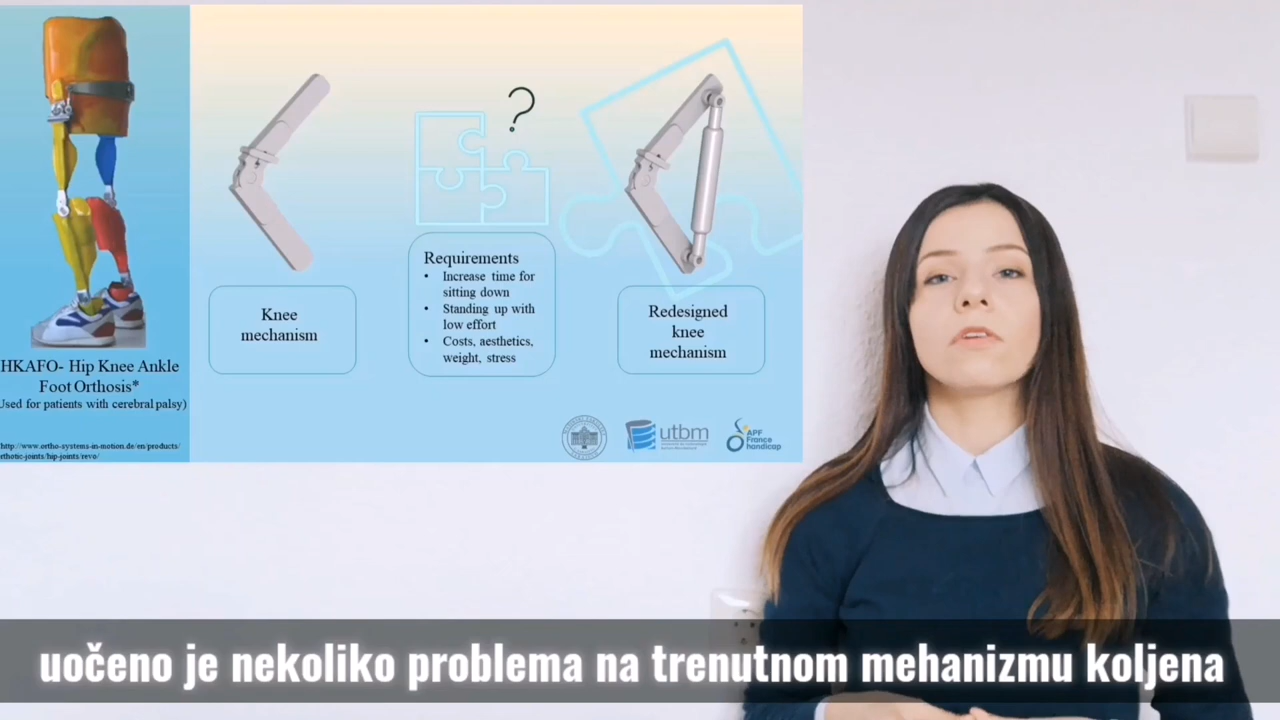 HKAFO- Hip Knee Ankle
Foot Orthosis*
Used for patients with cerebral palsy)
http://www.ortho-systems-in-motion.de/en/products/
orthotic-joints/hip-joints/revo/
Knee
mechanism
?
Requirements
• Increase time for
sitting down
• Standing up with
low effort
• Costs, aesthetics,
weight, stress
Redesigned
knee
mechanism
utbm
APF
France
handicap
uočeno je nekoliko problema na trenutnom mehanizmu koljena